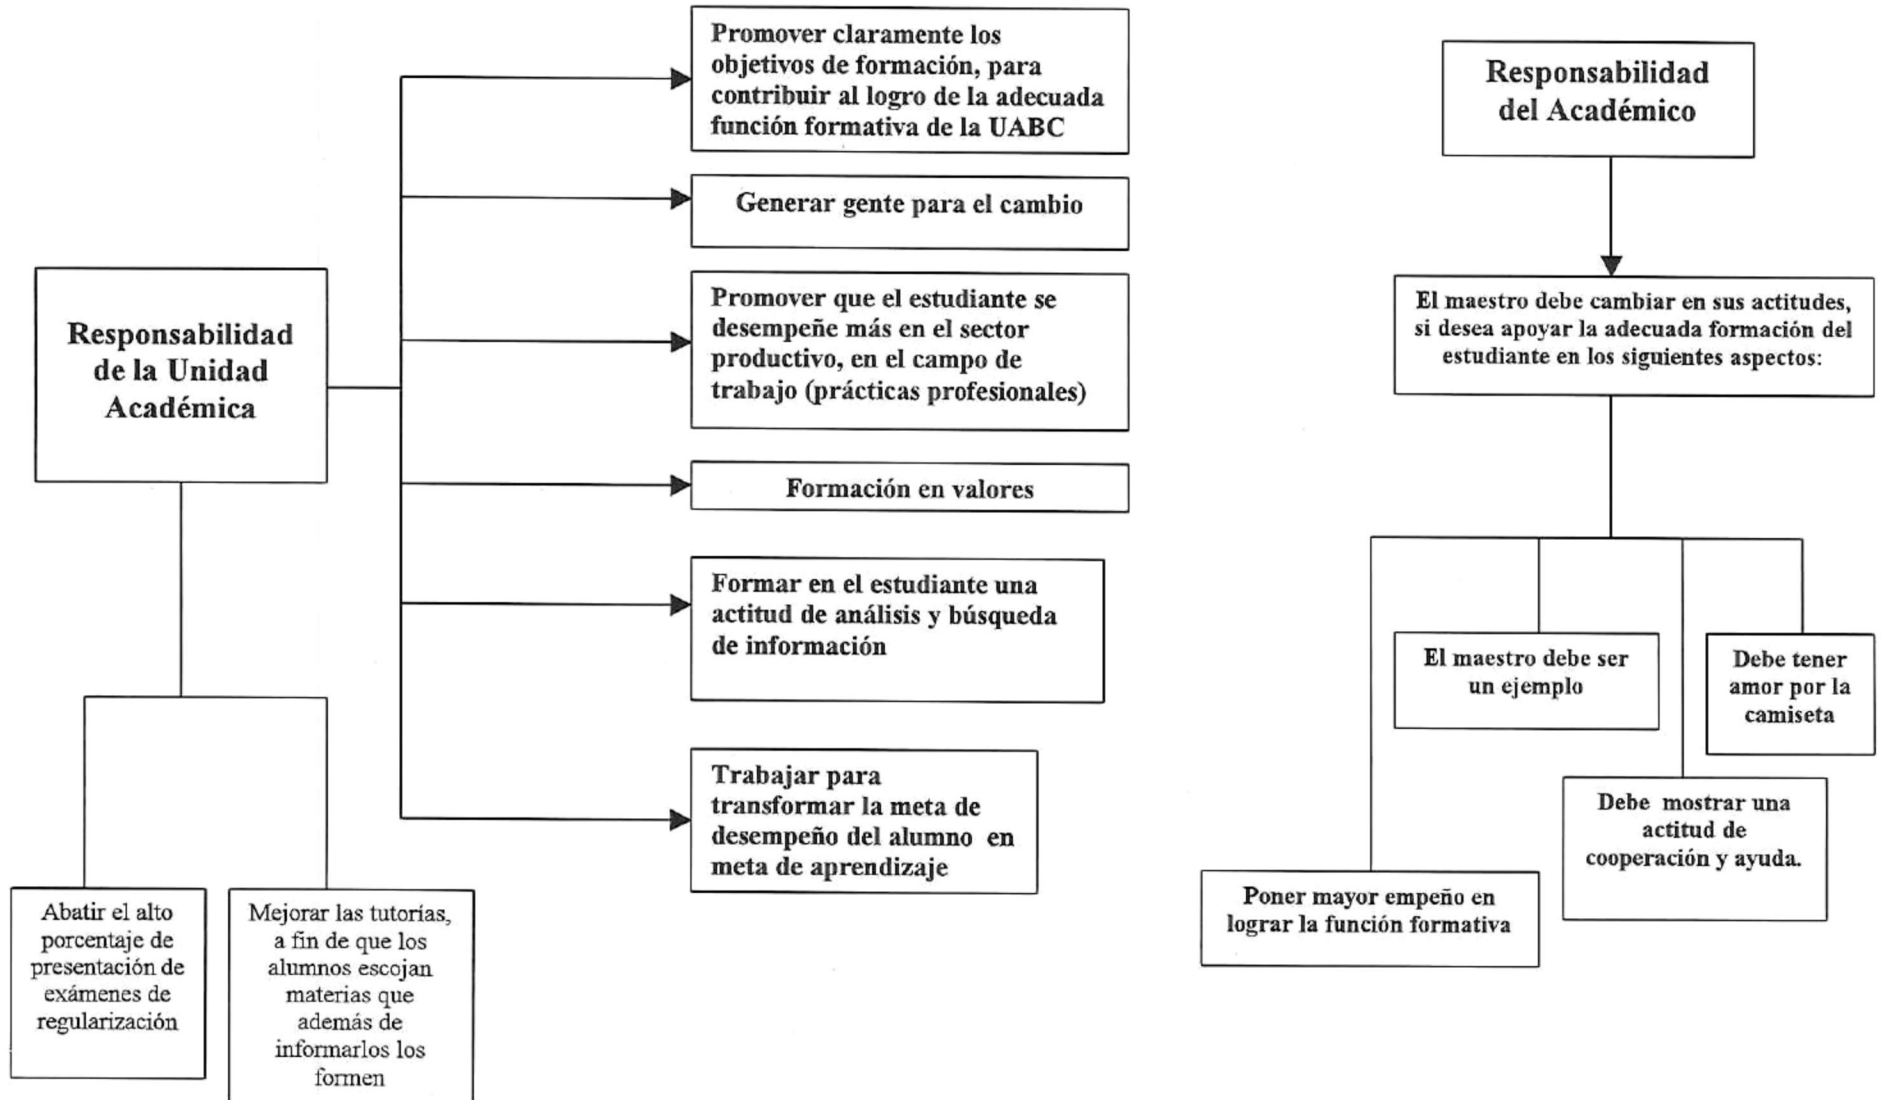 Promover claramente los
objetivos de formación, para
contribuir al logro de la adecuada
función formativa de la UABC
Generar gente para el cambio
Responsabilidad
de la Unidad
Académica
Promover que el estudiante se
desempeñe más en el sector
productivo, en el campo de
trabajo (prácticas profesionales)
Formación en valores
Formar en el estudiante una
actitud de análisis y búsqueda
de información
Trabajar para
transformar la meta de
desempeño del alumno en
meta de aprendizaje
Abatir el alto
porcentaje de
presentación de
exámenes de
regularización
Mejorar las tutorías,
a fin de que los
alumnos escojan
materias que
además de
informarlos los
formen
Responsabilidad
del Académico
El maestro debe cambiar en sus actitudes,
si desea apoyar la adecuada formación del
estudiante en los siguientes aspectos:
El maestro debe ser
un ejemplo
Debe tener
amor por la
camiseta
Debe mostrar una
actitud de
cooperación y ayuda.
Poner mayor empeño en
lograr la función formativa